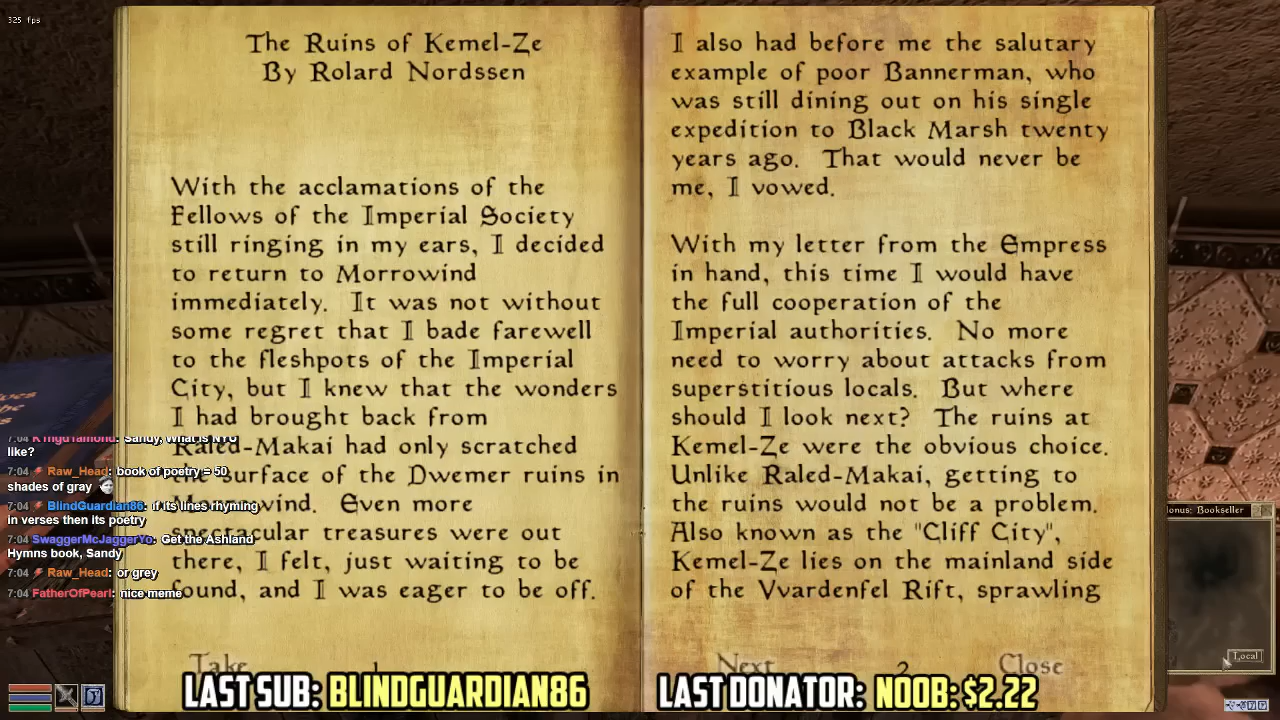 325 fps
The Ruins of Kemel-Ze
By Rolard Nordssen
With the acclamations of the
Fellows of the Imperial Society
still ringing in my ears, I decided
to return to Morrowind
immediately. It was not without
some regret that I bade farewell
to the fleshpots of the Imperial
City, but I knew that the wonders
I had brought back from
Raled-Makai had only scratched
the surface of the Dwemer ruins in
Morrowind. Even more
spectacular treasures were out
there, I felt, just waiting to be
found, and I was eager to be off.
Take
1
I also had before me the salutary
example of poor Bannerman, who
was still dining out on his single
expedition to Black Marsh twenty
years ago. That would never be
me, I vowed.
With my letter from the Empress
in hand, this time I would have
the full cooperation of the
Imperial authorities. No more
need to worry about attacks from
superstitious locals. But where
should I look next? The ruins at
Kemel-Ze were the obvious choice.
Unlike Raled-Makai, getting to
the ruins would not be a problem.
Also known as the "Cliff City",
Kemel-Ze lies on the mainland side
of the Vvardenfel Rift, sprawling
Next
2
Close
7:04 Sandy, What is NYU
like?
7:04 Raw_Head: book of poetry = 50
shades of gray
7:04 BlindGuardian86: if its lines rhyming
in verses then its poetry
7:04 SwaggerMcJaggerYo: Get the Ashland
Hymns book, Sandy
7:04 Raw_Head: or grey
7:04 FatherOfPearl: nice meme
: Bookseller
Local
LAST SUB: BLINDGUARDIAN86
LAST DONATOR: NOOB: $2.22